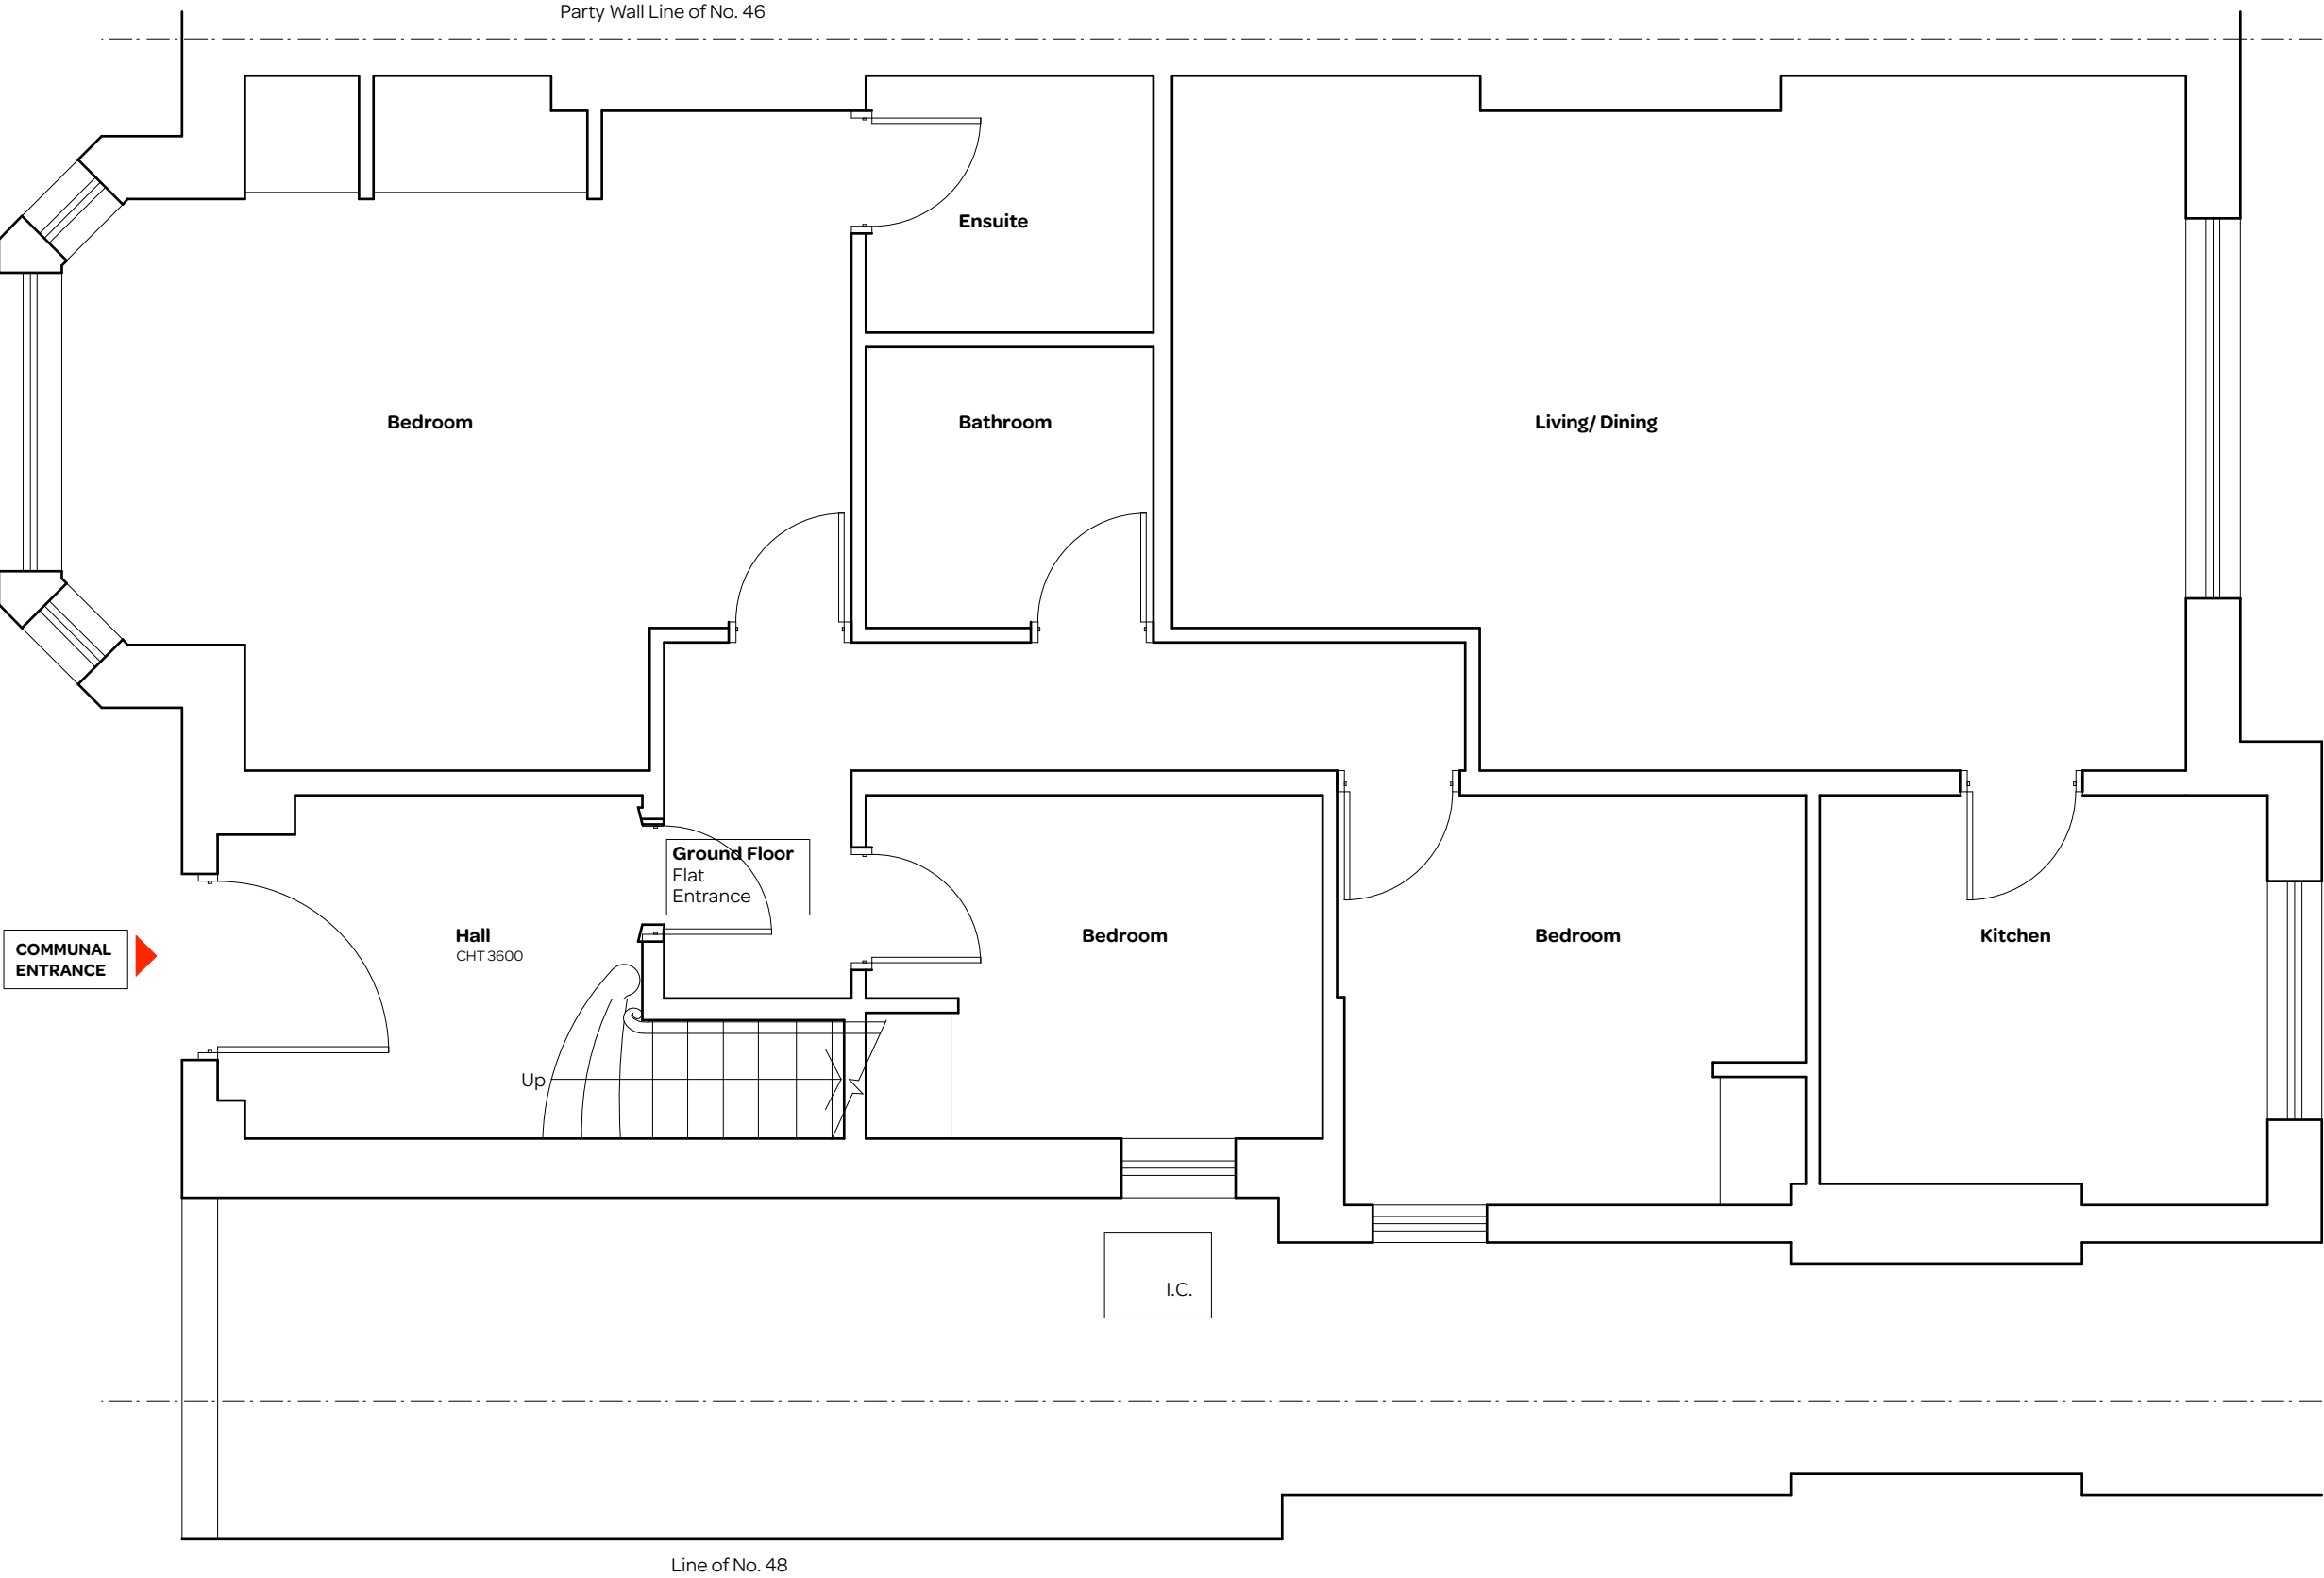 Party Wall Line of No. 46
Ensuite
Bedroom
Bathroom
Living/ Dining
Ground Floor
Flat
Entrance
COMMUNAL
ENTRANCE
Hall
CHT 3600
Bedroom
Bedroom
Kitchen
Up
I.C.
Line of No. 48